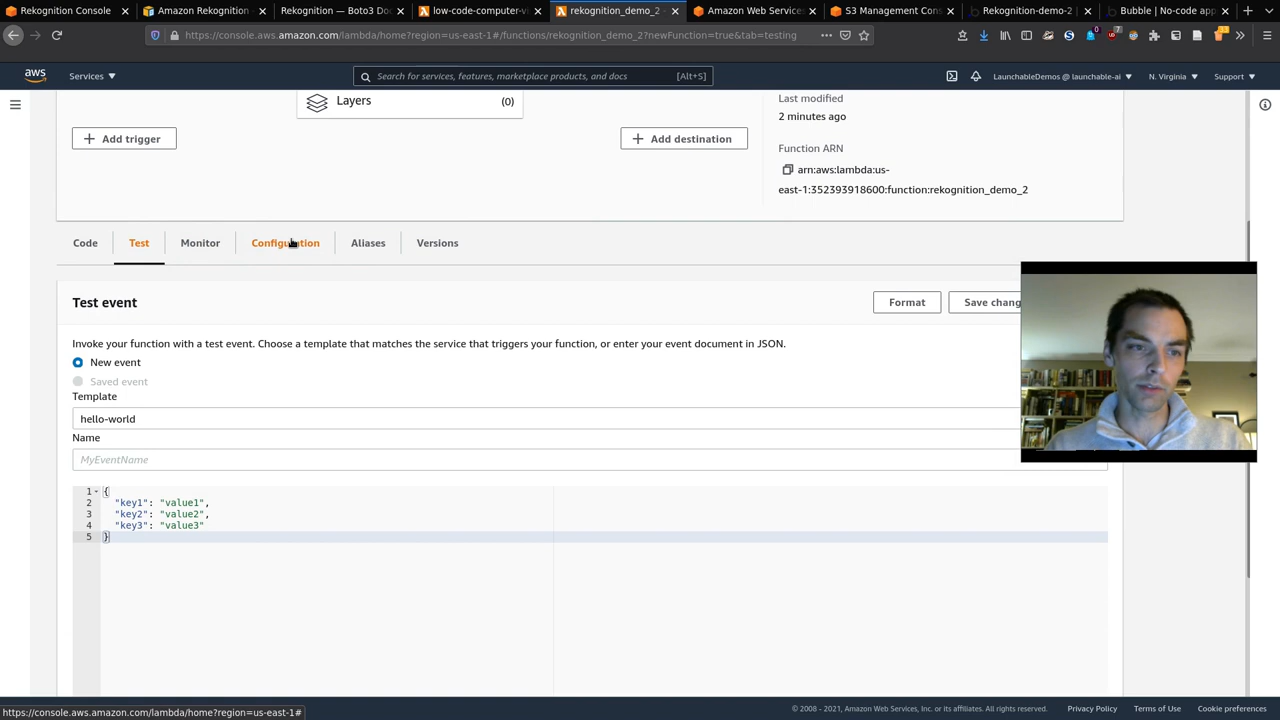 Rekognition Console
Amazon Rekognition
Rekognition — Boto3 Doc
low-code-computer-vi
rekognition_demo_2 -
Amazon Web Services
S3 Management Cons
Rekognition-demo-2
Bubble | No-code app
https://console.aws.amazon.com/lambda/home?region=us-east-1#/functions/rekognition_demo_2?newFunction=true&tab=testing
aws
Services
Search for services, features, marketplace products, and docs
[Alt+S]
LaunchableDemos @ launchable-ai
N. Virginia
Support
Layers
(0)
Last modified
2 minutes ago
Add trigger
Add destination
Function ARN
arn:aws:lambda:us-
east-1:352393918600:function:rekognition_demo_2
Code
Test
Monitor
Configuration
Aliases
Versions
Test event
Format
Save chang
Invoke your function with a test event. Choose a template that matches the service that triggers your function, or enter your event document in JSON.
New event
Saved event
Template
hello-world
Name
MyEventName
1 {
2 "key1": "value1",
3 "key2": "value2",
4 "key3": "value3"
5 }
https://console.aws.amazon.com/lambda/home?region=us-east-1#
© 2008 - 2021, Amazon Web Services, Inc. or its affiliates. All rights reserved.
Privacy Policy
Terms of Use
Cookie preferences